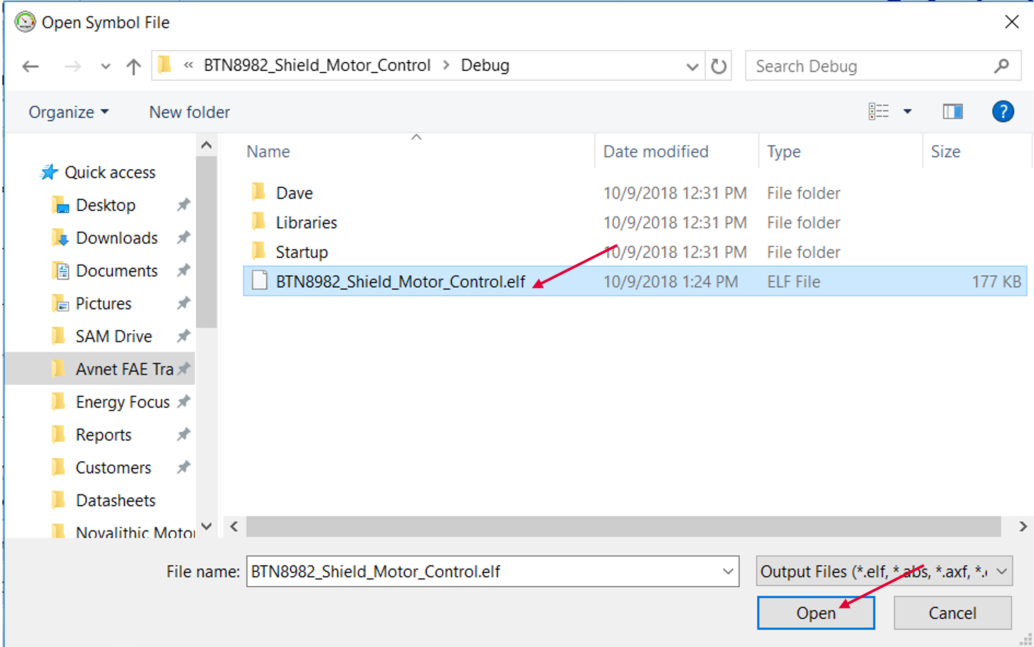 Open Symbol File
« BTN8982_Shield_Motor_Control > Debug
Search Debug
Organize
New folder
?
Name Date modified Type Size
Quick access
Desktop
Downloads
Documents
Pictures
SAM Drive
Avnet FAE Tra
Energy Focus
Reports
Customers
Datasheets
Novalithic Motor
Dave 10/9/2018 12:31 PM File folder
Libraries 10/9/2018 12:31 PM File folder
Startup 10/9/2018 12:31 PM File folder
BTN8982_Shield_Motor_Control.elf 10/9/2018 1:24 PM ELF File 177 KB
File name: BTN8982_Shield_Motor_Control.elf
Output Files (*.elf, *.abs, *.axf, *.
Open
Cancel